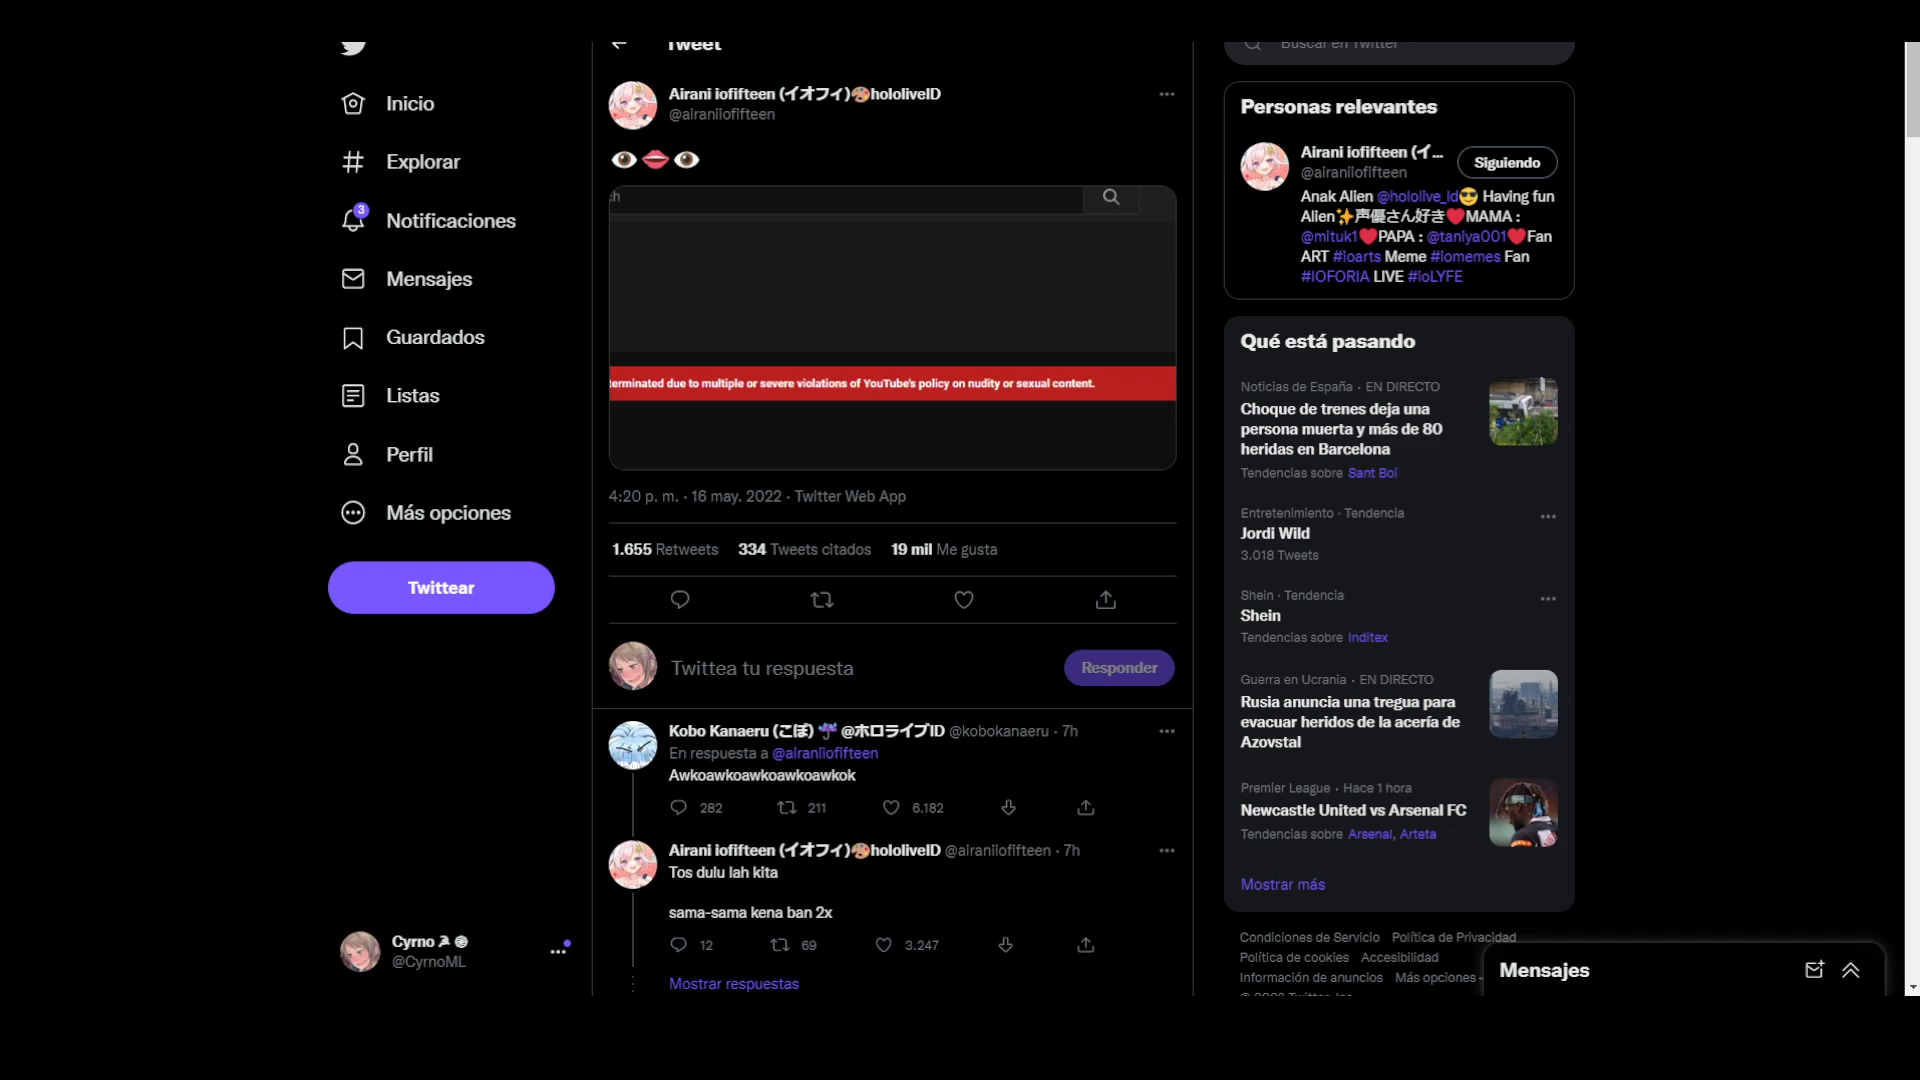 Tweet
Buscar en Twitter
Inicio
Explorar
3
Notificaciones
Mensajes
Guardados
Listas
Perfil
Más opciones
Twittear
Cyrno
@CyrnoML
Airani iofifteen (イオフィ)🎨hololiveID
@airaniiofifteen
👁️👄👁️
erminated due to multiple or severe violations of YouTube's policy on nudity or sexual content.
4:20 p. m. · 16 may. 2022 · Twitter Web App
1.655 Retweets 334 Tweets citados 19 mil Me gusta
Twittea tu respuesta
Responder
Kobo Kanaeru (こぼ) ☔ @ホロライブID @kobokanaeru · 7h
En respuesta a @airaniiofifteen
Awkoawkoawkoawkoawkok
282 211 6.182
Airani iofifteen (イオフィ)🎨hololiveID @airaniiofifteen · 7h
Tos dulu lah kita
sama-sama kena ban 2x
12 69 3.247
Mostrar respuestas
Personas relevantes
Airani iofifteen (イ...
@airaniiofifteen
Siguiendo
Anak Alien @hololive_Id😎 Having fun
Alien✨声優さん好き❤️MAMA :
@mituk1❤️PAPA : @taniya001❤️Fan
ART #ioarts Meme #iomemes Fan
#IOFORIA LIVE #ioLYFE
Qué está pasando
Noticias de España · EN DIRECTO
Choque de trenes deja una
persona muerta y más de 80
heridas en Barcelona
Tendencias sobre Sant Boi
Entretenimiento · Tendencia
Jordi Wild
3.018 Tweets
Shein · Tendencia
Shein
Tendencias sobre Inditex
Guerra en Ucrania · EN DIRECTO
Rusia anuncia una tregua para
evacuar heridos de la acería de
Azovstal
Premier League · Hace 1 hora
Newcastle United vs Arsenal FC
Tendencias sobre Arsenal, Arteta
Mostrar más
Condiciones de Servicio Política de Privacidad
Política de cookies Accesibilidad
Información de anuncios Más opciones
Mensajes